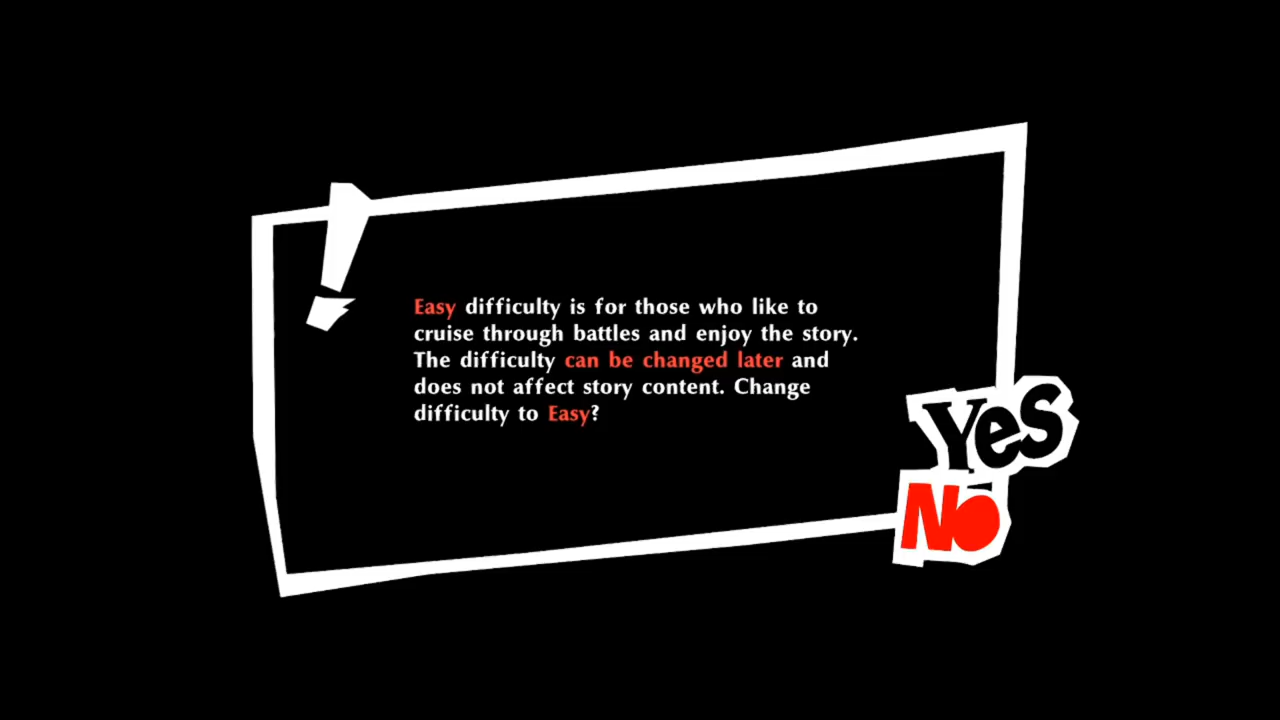 Easy difficulty is for those who like to
cruise through battles and enjoy the story.
The difficulty can be changed later and
does not affect story content. Change
difficulty to Easy?
Yes
No